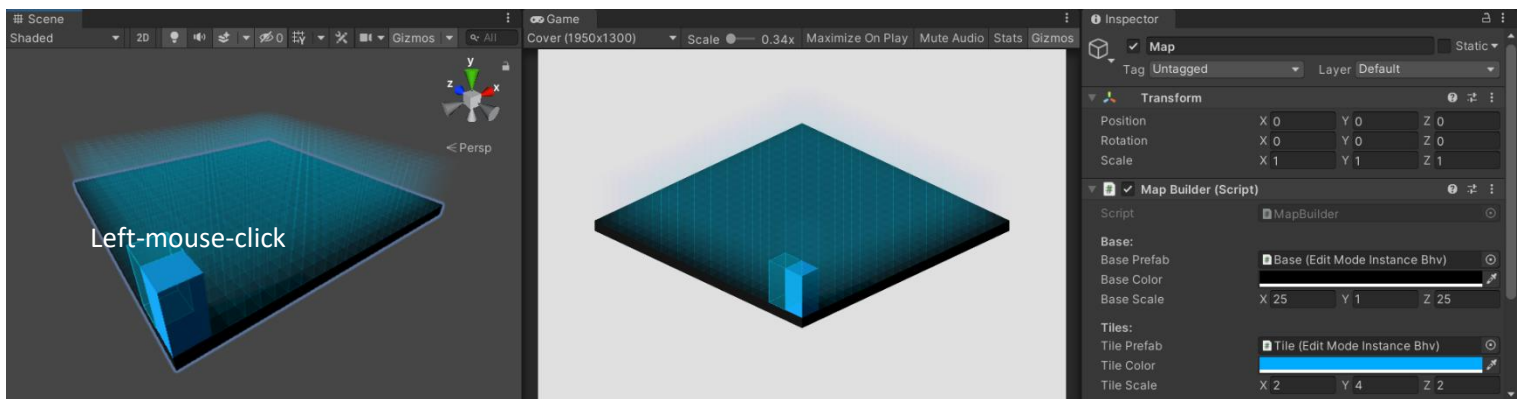 Scene
Shaded 2D 0 Gizmos All
y
z x
Persp
Left-mouse-click
Game
Cover (1950x1300) Scale 0.34x Maximize On Play Mute Audio Stats Gizmos
Inspector
Map Static
Tag Untagged Layer Default
Transform
Position X 0 Y 0 Z 0
Rotation X 0 Y 0 Z 0
Scale X 1 Y 1 Z 1
# Map Builder (Script)
Script # MapBuilder
Base:
Base Prefab # Base (Edit Mode Instance Bhv)
Base Color
Base Scale X 25 Y 1 Z 25
Tiles:
Tile Prefab # Tile (Edit Mode Instance Bhv)
Tile Color
Tile Scale X 2 Y 4 Z 2